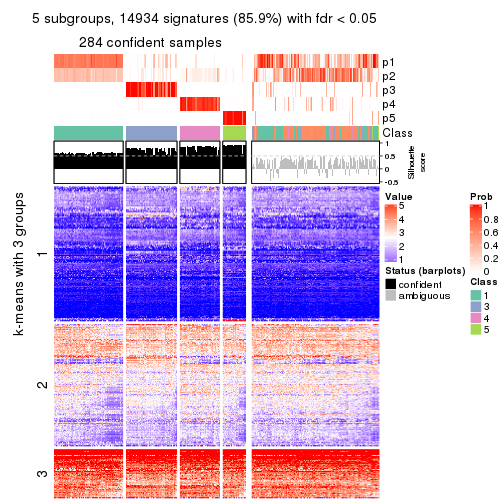 5 subgroups, 14934 signatures (85.9%) with fdr < 0.05
284 confident samples
p1
p2
p3
p4
p5
Class
1
0.5
0
-0.5
Silhouette
score
k-means with 3 groups
1
2
3
Value
5
4
3
2
1
Status (barplots)
confident
ambiguous
Prob
1
0.8
0.6
0.4
0.2
0
Class
1
3
4
5